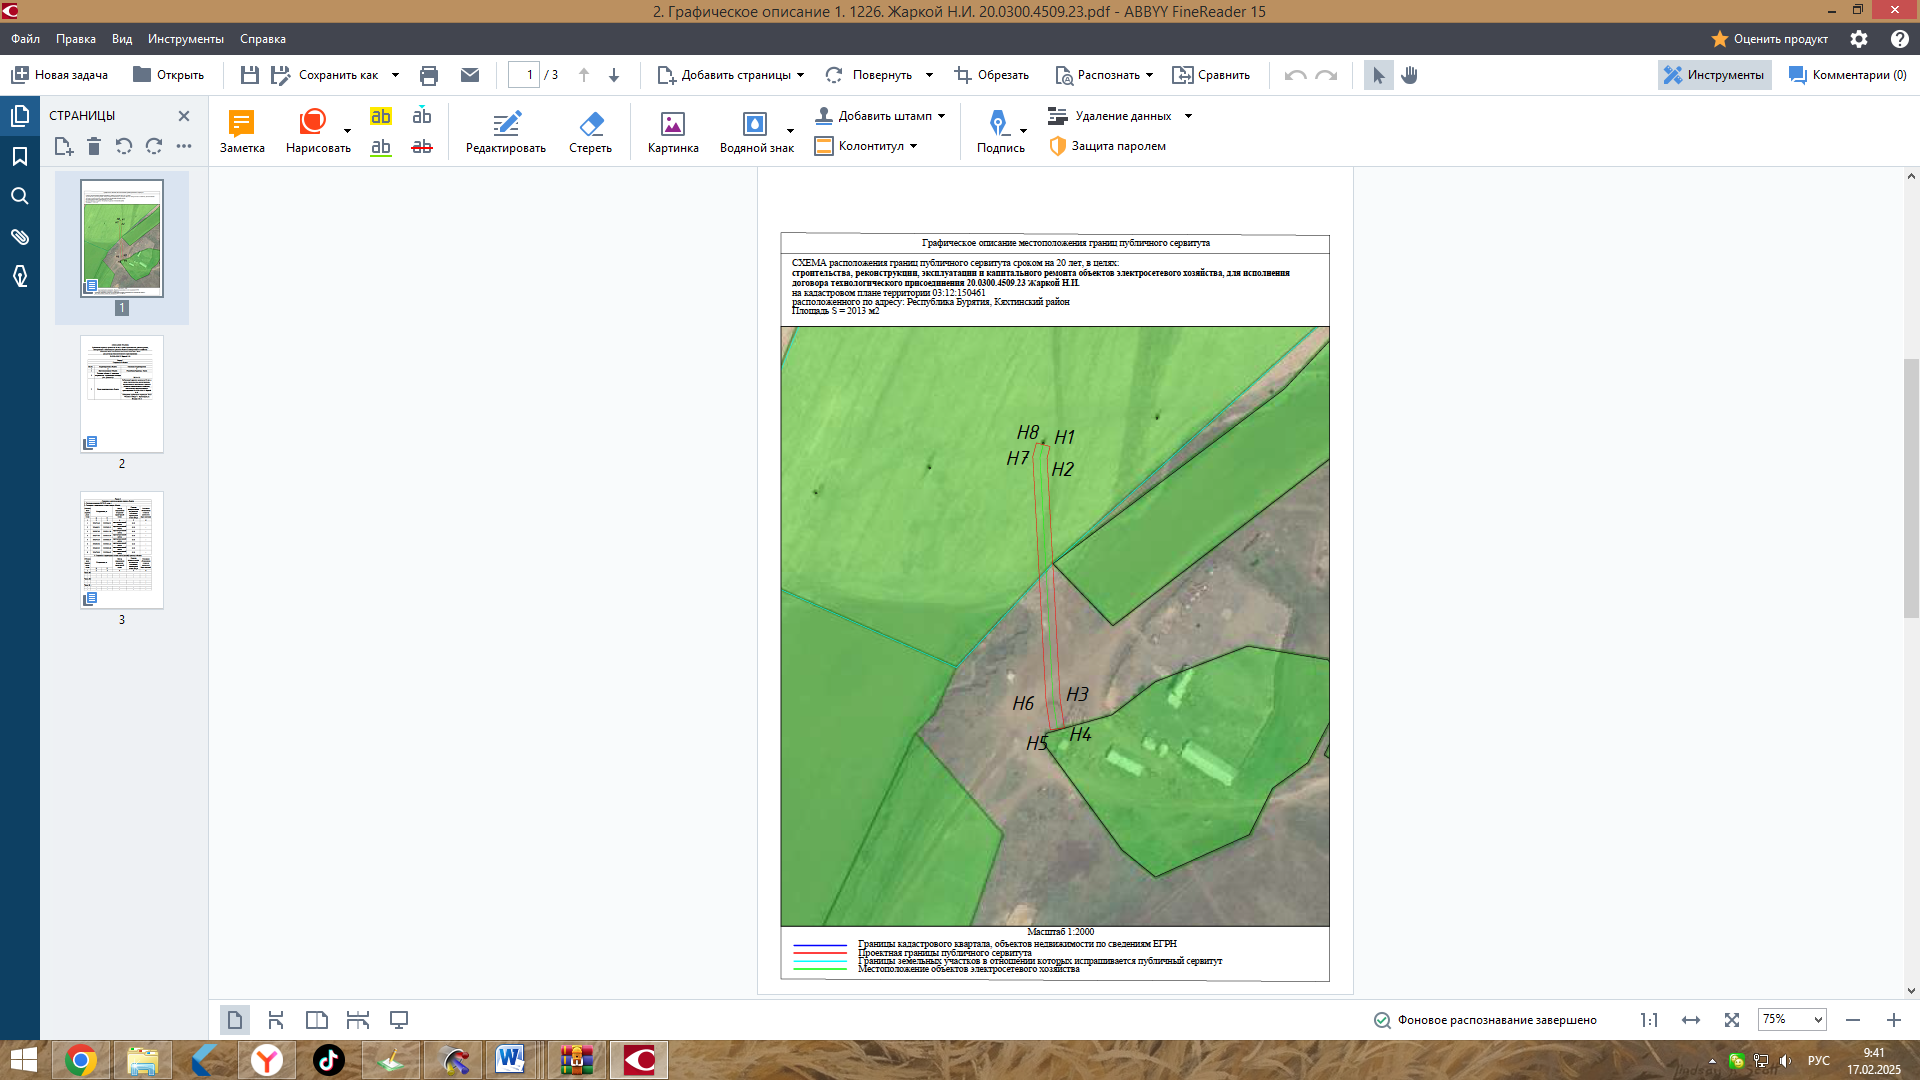 2. Графическое описание 1. 1226. Жаркой Н.И. 20.0300.4509.23.pdf - ABBYY FineReader 15
Файл Правка Вид Инструменты Справка
Оценить продукт
Новая задача Открыть Сохранить как 1 / 3 Добавить страницы Повернуть Обрезать Распознать Сравнить Инструменты Комментарии (0)
СТРАНИЦЫ
Заметка Нарисовать Редактировать Стереть Картинка Водяной знак Добавить штамп Колонтитул Подпись Удаление данных Защита паролем
1
2
3
Графическое описание местоположения границ публичного сервитута
СХЕМА расположения границ публичного сервитута сроком на 20 лет, в целях:
строительства, реконструкции, эксплуатации и капитального ремонта объектов электросетевого хозяйства, для исполнения
договора технологического присоединения 20.0300.4509.23 Жаркой Н.И.
на кадастровом плане территории 03:12:150461
расположенного по адресу: Республика Бурятия, Кяхтинский район
Площадь S = 2013 м2
Н8 Н1
Н7 Н2
Н6 Н3
Н5 Н4
Масштаб 1:2000
Границы кадастрового квартала, объектов недвижимости по сведениям ЕГРН
Проектная границы публичного сервитута
Границы земельных участков в отношении которых испрашивается публичный сервитут
Местоположение объектов электросетевого хозяйства
Фоновое распознавание завершено 1:1 75%
РУС 9:41
17.02.2025